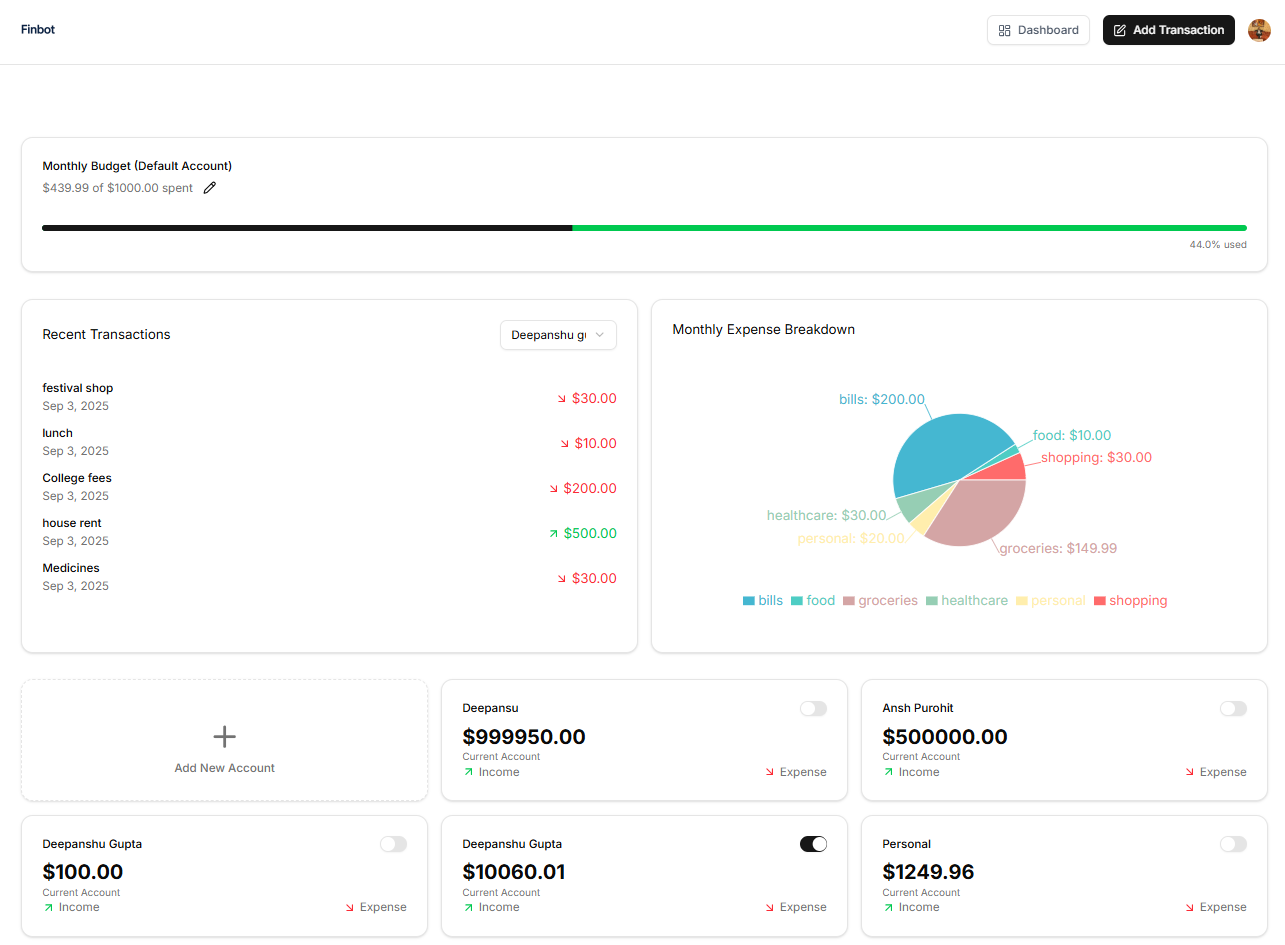 Finbot
Dashboard
Add Transaction
Monthly Budget (Default Account)
$439.99 of $1000.00 spent
44.0% used
Recent Transactions
Deepanshu g
festival shop
Sep 3, 2025
$30.00
lunch
Sep 3, 2025
$10.00
College fees
Sep 3, 2025
$200.00
house rent
Sep 3, 2025
$500.00
Medicines
Sep 3, 2025
$30.00
Monthly Expense Breakdown
bills: $200.00
food: $10.00
shopping: $30.00
healthcare: $30.00
personal: $20.00
groceries: $149.99
bills food groceries healthcare personal shopping
Add New Account
Deepansu
$999950.00
Current Account
Income Expense
Ansh Purohit
$500000.00
Current Account
Income Expense
Deepanshu Gupta
$100.00
Current Account
Income Expense
Deepanshu Gupta
$10060.01
Current Account
Income Expense
Personal
$1249.96
Current Account
Income Expense